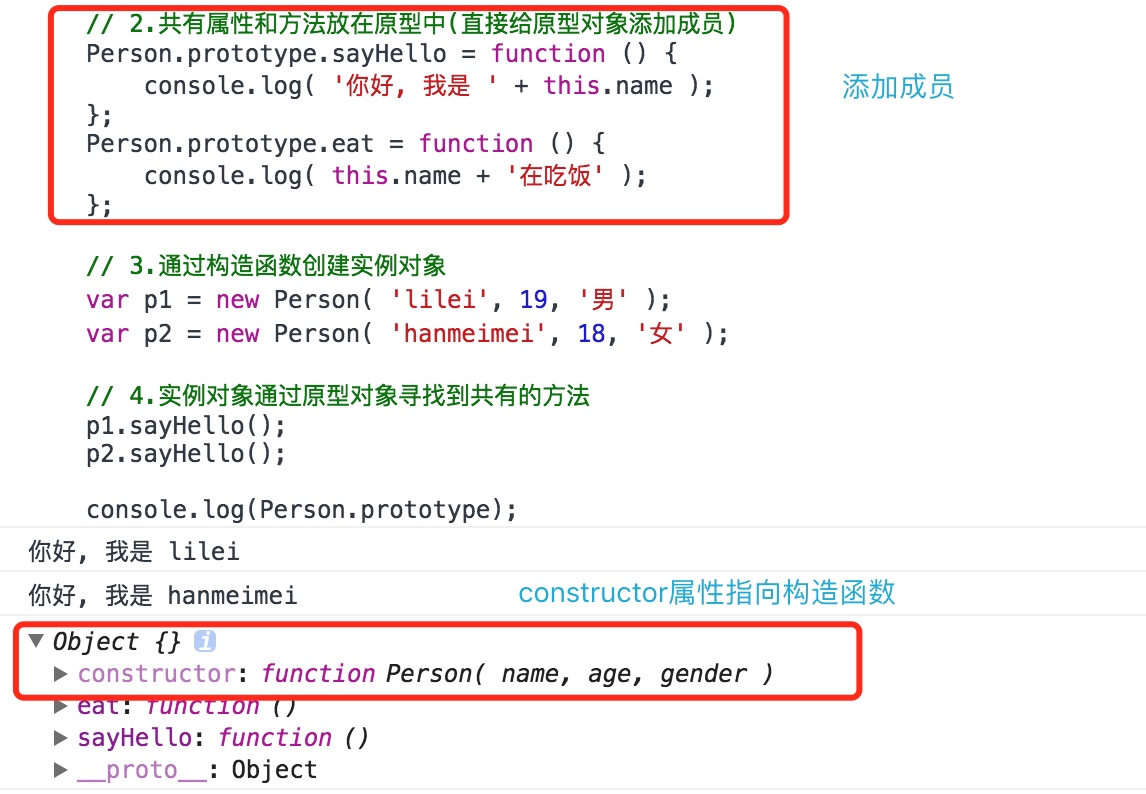 // 2.共有属性和方法放在原型中(直接给原型对象添加成员)
Person.prototype.sayHello = function () {
console.log( '你好, 我是 ' + this.name );
添加成员
};
Person.prototype.eat = function () {
console.log( this.name + '在吃饭' );
};
// 3.通过构造函数创建实例对象
var p1 = new Person( 'lilei', 19, '男' );
var p2 = new Person( 'hanmeimei', 18, '女' );
// 4.实例对象通过原型对象寻找到共有的方法
p1.sayHello();
p2.sayHello();
console.log(Person.prototype);
你好, 我是 lilei
你好, 我是 hanmeimei
constructor属性指向构造函数
▼ Object {} i
▶ constructor: function Person( name, age, gender )
▶ eat: function ()
▶ sayHello: function ()
▶ __proto__: Object